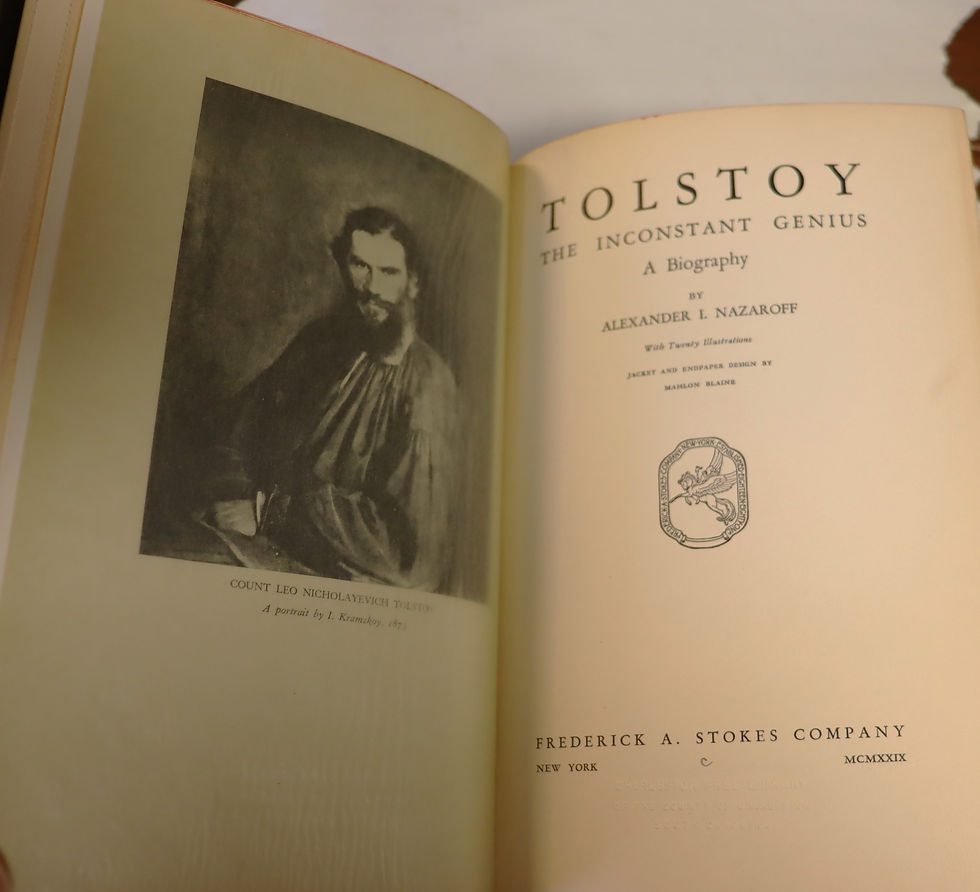 COUNT LEO NICHOLAYEVICH TOLSTOY
A portrait by I. Kramskoy,
TOLSTOY
THE INCONSTANT GENIUS
A Biography
BY
ALEXANDER I. NAZAROFF
With Twenty Illustrations
JACKET AND ENDPAPER DESIGN BY
MAHLON BLAINE
FREDERICK A. STOKES COMPANY
NEW YORK
MCMXXIX